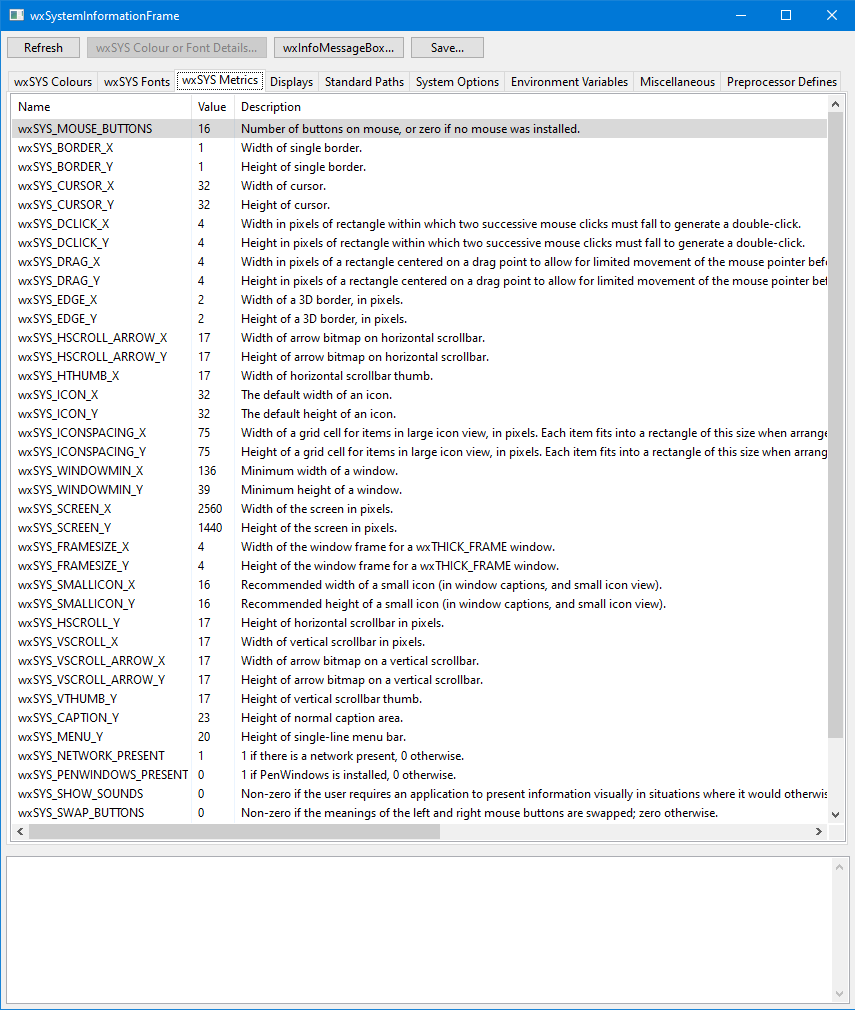 wxSystemInformationFrame
Refresh wxSYS Colour or Font Details... wxInfoMessageBox... Save...
wxSYS Colours wxSYS Fonts wxSYS Metrics Displays Standard Paths System Options Environment Variables Miscellaneous Preprocessor Defines
Name Value Description
wxSYS_MOUSE_BUTTONS 16 Number of buttons on mouse, or zero if no mouse was installed.
wxSYS_BORDER_X 1 Width of single border.
wxSYS_BORDER_Y 1 Height of single border.
wxSYS_CURSOR_X 32 Width of cursor.
wxSYS_CURSOR_Y 32 Height of cursor.
wxSYS_DCLICK_X 4 Width in pixels of rectangle within which two successive mouse clicks must fall to generate a double-click.
wxSYS_DCLICK_Y 4 Height in pixels of rectangle within which two successive mouse clicks must fall to generate a double-click.
wxSYS_DRAG_X 4 Width in pixels of a rectangle centered on a drag point to allow for limited movement of the mouse pointer bef
wxSYS_DRAG_Y 4 Height in pixels of a rectangle centered on a drag point to allow for limited movement of the mouse pointer bef
wxSYS_EDGE_X 2 Width of a 3D border, in pixels.
wxSYS_EDGE_Y 2 Height of a 3D border, in pixels.
wxSYS_HSCROLL_ARROW_X 17 Width of arrow bitmap on horizontal scrollbar.
wxSYS_HSCROLL_ARROW_Y 17 Height of arrow bitmap on horizontal scrollbar.
wxSYS_HTHUMB_X 17 Width of horizontal scrollbar thumb.
wxSYS_ICON_X 32 The default width of an icon.
wxSYS_ICON_Y 32 The default height of an icon.
wxSYS_ICONSPACING_X 75 Width of a grid cell for items in large icon view, in pixels. Each item fits into a rectangle of this size when arrange
wxSYS_ICONSPACING_Y 75 Height of a grid cell for items in large icon view, in pixels. Each item fits into a rectangle of this size when arrang
wxSYS_WINDOWMIN_X 136 Minimum width of a window.
wxSYS_WINDOWMIN_Y 39 Minimum height of a window.
wxSYS_SCREEN_X 2560 Width of the screen in pixels.
wxSYS_SCREEN_Y 1440 Height of the screen in pixels.
wxSYS_FRAMESIZE_X 4 Width of the window frame for a wxTHICK_FRAME window.
wxSYS_FRAMESIZE_Y 4 Height of the window frame for a wxTHICK_FRAME window.
wxSYS_SMALLICON_X 16 Recommended width of a small icon (in window captions, and small icon view).
wxSYS_SMALLICON_Y 16 Recommended height of a small icon (in window captions, and small icon view).
wxSYS_HSCROLL_Y 17 Height of horizontal scrollbar in pixels.
wxSYS_VSCROLL_X 17 Width of vertical scrollbar in pixels.
wxSYS_VSCROLL_ARROW_X 17 Width of arrow bitmap on a vertical scrollbar.
wxSYS_VSCROLL_ARROW_Y 17 Height of arrow bitmap on a vertical scrollbar.
wxSYS_VTHUMB_Y 17 Height of vertical scrollbar thumb.
wxSYS_CAPTION_Y 23 Height of normal caption area.
wxSYS_MENU_Y 20 Height of single-line menu bar.
wxSYS_NETWORK_PRESENT 1 1 if there is a network present, 0 otherwise.
wxSYS_PENWINDOWS_PRESENT 0 1 if PenWindows is installed, 0 otherwise.
wxSYS_SHOW_SOUNDS 0 Non-zero if the user requires an application to present information visually in situations where it would otherwis
wxSYS_SWAP_BUTTONS 0 Non-zero if the meanings of the left and right mouse buttons are swapped; zero otherwise.